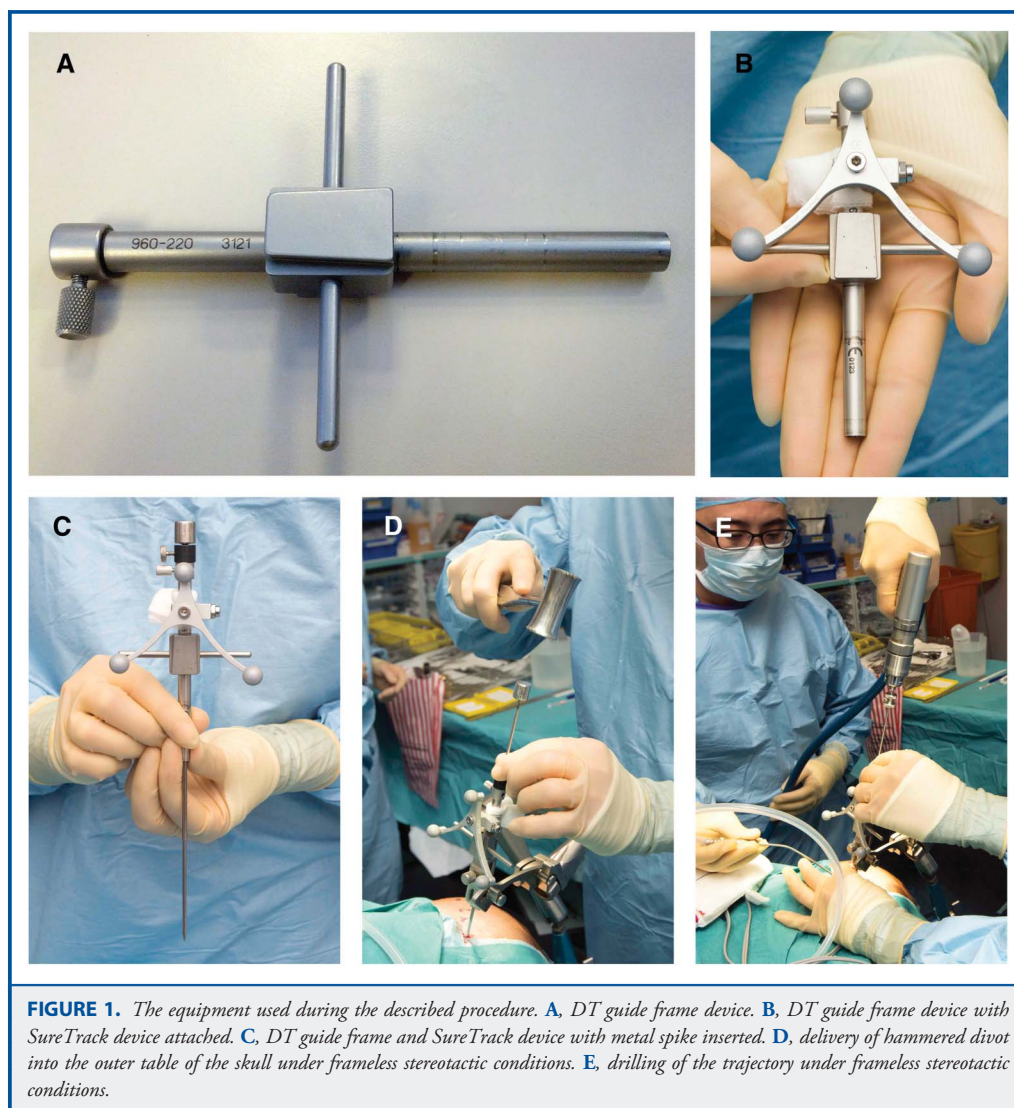 A
960-220 3121
B
CE 0123
C
D
E
FIGURE 1. The equipment used during the described procedure. A, DT guide frame device. B, DT guide frame device with
SureTrack device attached. C, DT guide frame and SureTrack device with metal spike inserted. D, delivery of hammered divot
into the outer table of the skull under frameless stereotactic conditions. E, drilling of the trajectory under frameless stereotactic
conditions.